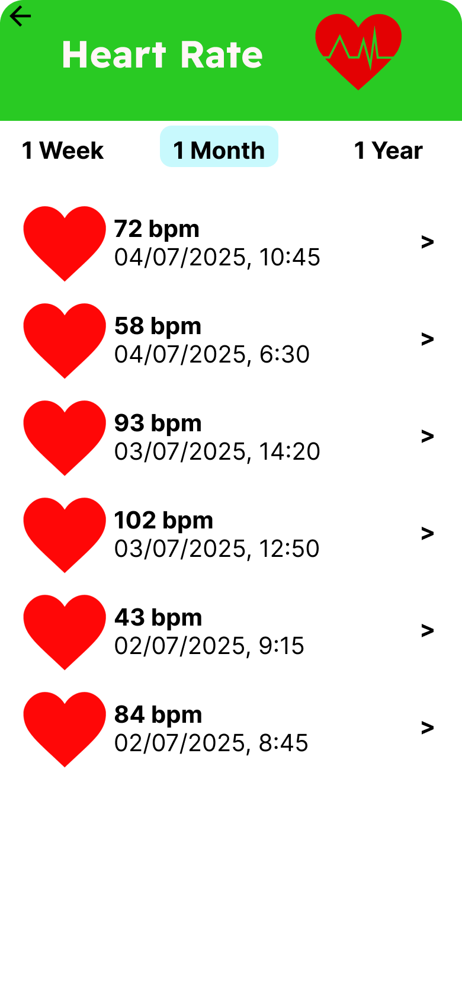 Heart Rate
1 Week
1 Month
1 Year
72 bpm
04/07/2025, 10:45
>
58 bpm
04/07/2025, 6:30
>
93 bpm
03/07/2025, 14:20
>
102 bpm
03/07/2025, 12:50
>
43 bpm
02/07/2025, 9:15
>
84 bpm
02/07/2025, 8:45
>